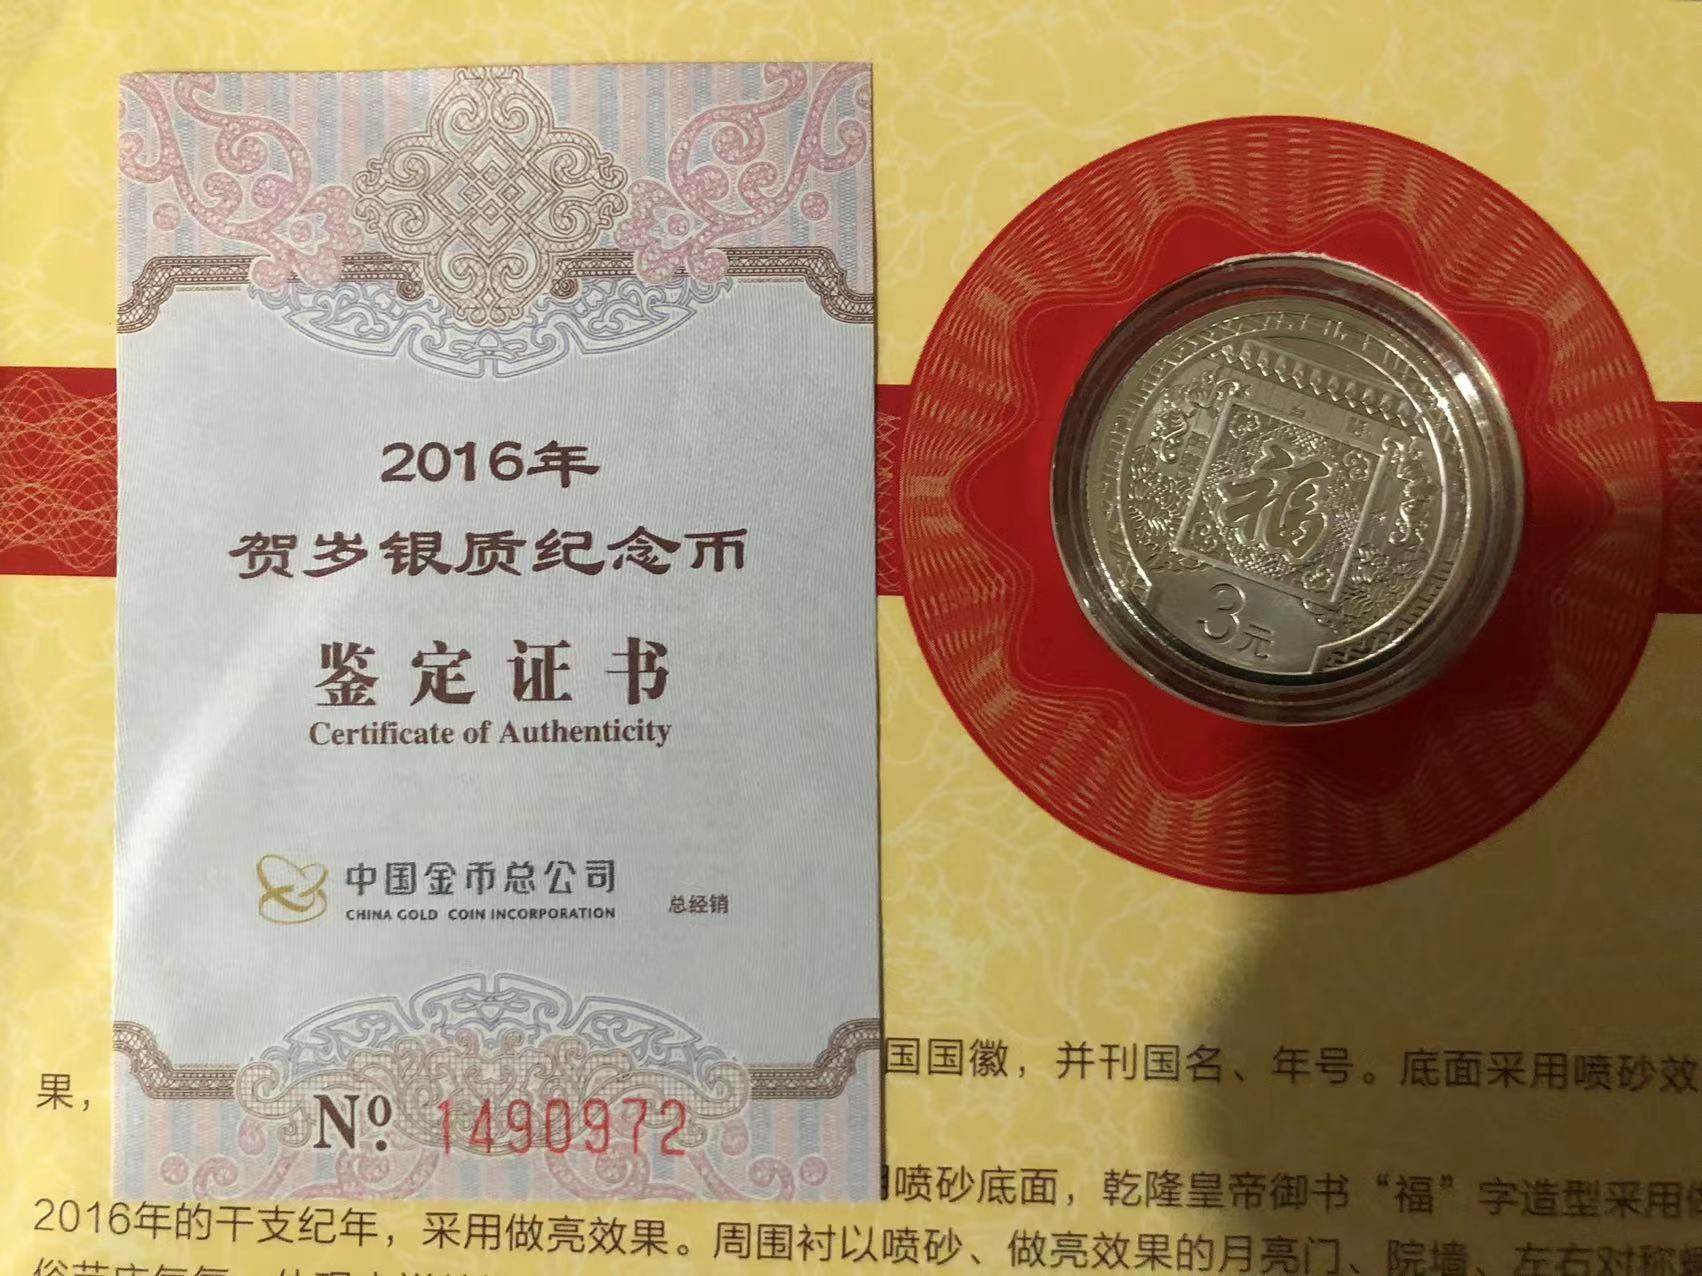 2016年
贺岁银质纪念币
鉴定证书
Certificate of Authenticity
中国金币总公司
CHINA GOLD COIN INCORPORATION
总经销
Nº. 1490972
福
3元
国国徽，并刊国名、年号。底面采用喷砂效
果，
喷砂底面，乾隆皇帝御书“福”字造型采用
2016年的干支纪年，采用做亮效果。周围衬以喷砂、做亮效果的月亮门、院墙、左右对称